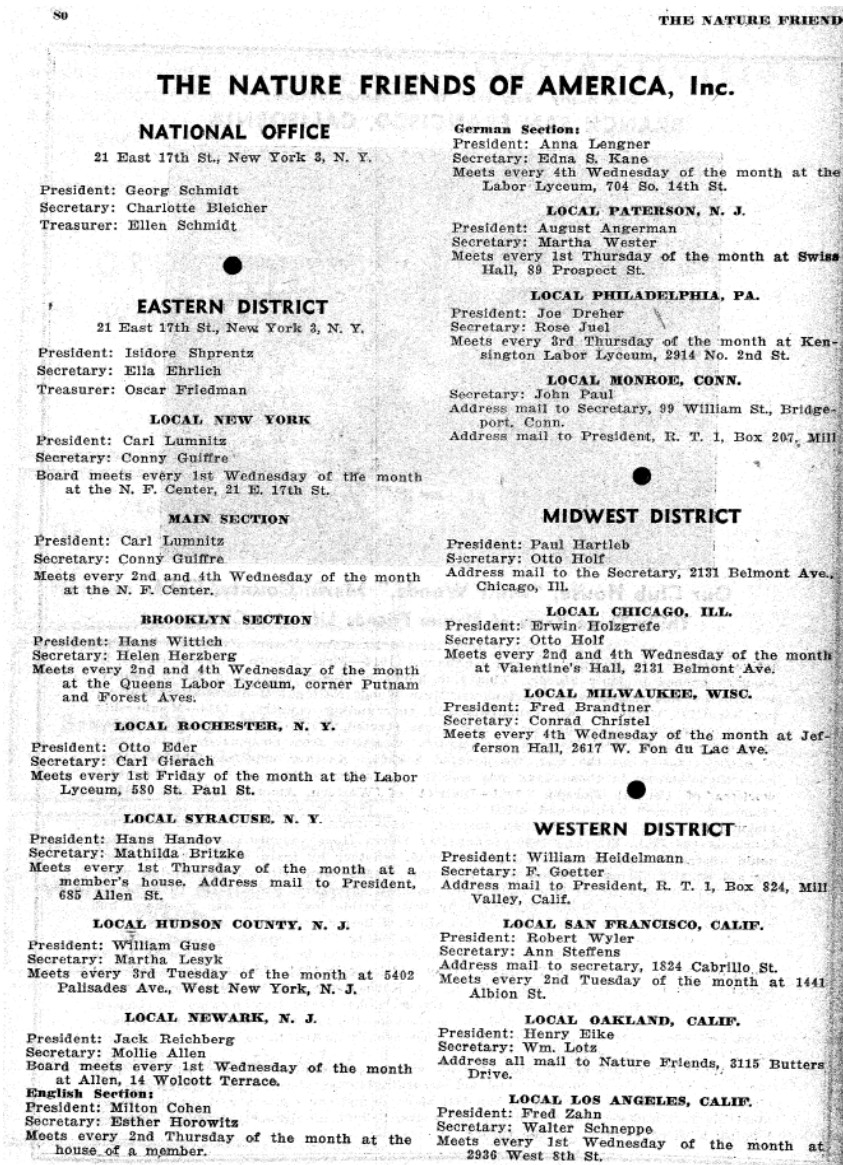 80
THE NATURE FRIEND
THE NATURE FRIENDS OF AMERICA, Inc.
NATIONAL OFFICE
21 East 17th St., New York 3, N. Y.
President: Georg Schmidt
Secretary: Charlotte Bleicher
Treasurer: Ellen Schmidt
EASTERN DISTRICT
21 East 17th St., New York 3, N. Y.
President: Isidore Shprentz
Secretary: Ella Ehrlich
Treasurer: Oscar Friedman
LOCAL NEW YORK
President: Carl Lumnitz
Secretary: Conny Guiffre
Board meets every 1st Wednesday of the month
at the N. F. Center, 21 E. 17th St.
MAIN SECTION
President: Carl Lumnitz
Secretary: Conny Guiffre
Meets every 2nd and 4th Wednesday of the month
at the N. F. Center.
BROOKLYN SECTION
President: Hans Wittich
Secretary: Helen Herzberg
Meets every 2nd and 4th Wednesday of the month
at the Queens Labor Lyceum, corner Putnam
and Forest Aves.
LOCAL ROCHESTER, N. Y.
President: Otto Eder
Secretary: Carl Gierach
Meets every 1st Friday of the month at the Labor
Lyceum, 580 St. Paul St.
LOCAL SYRACUSE, N. Y.
President: Hans Handov
Secretary: Mathilda Britzke
Meets every 1st Thursday of the month at a
member's house. Address mail to President,
685 Allen St.
LOCAL HUDSON COUNTY, N. J.
President: William Guse
Secretary: Martha Lesyk
Meets every 3rd Tuesday of the month at 5402
Palisades Ave., West New York, N. J.
LOCAL NEWARK, N. J.
President: Jack Reichberg
Secretary: Mollie Allen
Board meets every 1st Wednesday of the month
at Allen, 14 Wolcott Terrace.
English Section:
President: Milton Cohen
Secretary: Esther Horowitz
Meets every 2nd Thursday of the month at the
house of a member.
German Section:
President: Anna Lengner
Secretary: Edna S. Kane
Meets every 4th Wednesday of the month at the
Labor Lyceum, 704 So. 14th St.
LOCAL PATERSON, N. J.
President: August Angerman
Secretary: Martha Wester
Meets every 1st Thursday of the month at Swiss
Hall, 89 Prospect St.
LOCAL PHILADELPHIA, PA.
President: Joe Dreher
Secretary: Rose Juel
Meets every 3rd Thursday of the month at Ken-
sington Labor Lyceum, 2914 No. 2nd St.
LOCAL MONROE, CONN.
Secretary: John Paul
Address mail to Secretary, 99 William St., Bridge-
port, Conn.
Address mail to President, R. T. 1, Box 207, Mill
MIDWEST DISTRICT
President: Paul Hartleb
Secretary: Otto Holf
Address mail to the Secretary, 2131 Belmont Ave.,
Chicago, Ill.
LOCAL CHICAGO, ILL.
President: Erwin Holzgrefe
Secretary: Otto Holf
Meets every 2nd and 4th Wednesday of the month
at Valentine's Hall, 2131 Belmont Ave.
LOCAL MILWAUKEE, WISC.
President: Fred Brandtner
Secretary: Conrad Christel
Meets every 4th Wednesday of the month at Jef-
ferson Hall, 2617 W. Fon du Lac Ave.
WESTERN DISTRICT
President: William Heidelmann
Secretary: F. Goetter
Address mail to President, R. T. 1, Box 824, Mill
Valley, Calif.
LOCAL SAN FRANCISCO, CALIF.
President: Robert Wyler
Secretary: Ann Steffens
Address mail to secretary, 1824 Cabrillo St.
Meets every 2nd Tuesday of the month at 1441
Albion St.
LOCAL OAKLAND, CALIF.
President: Henry Eike
Secretary: Wm. Lotz
Address all mail to Nature Friends, 3115 Butters
Drive.
LOCAL LOS ANGELES, CALIF.
President: Fred Zahn
Secretary: Walter Schneppe
Meets every 1st Wednesday of the month at
2936 West 8th St.